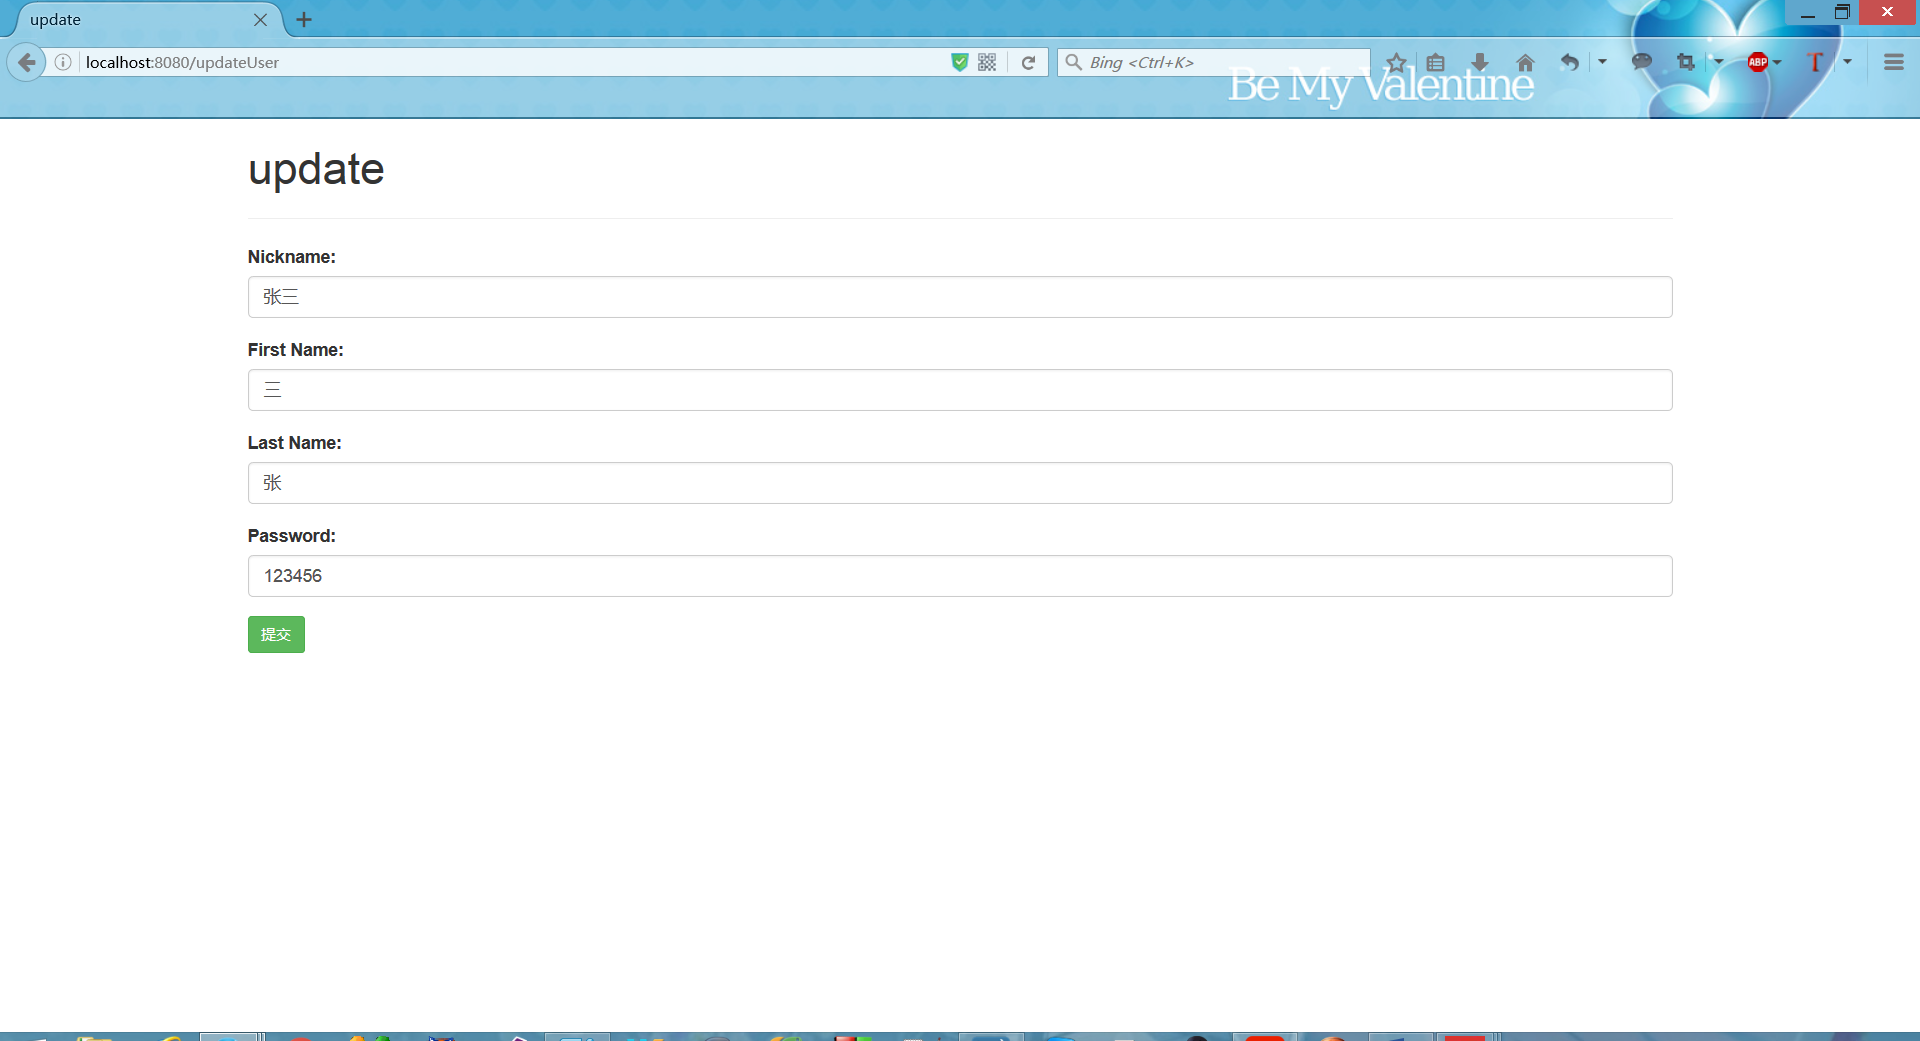 update
localhost:8080/updateUser
Bing <Ctrl+K>
ABP
T
Be My Valentine
update
Nickname:
张三
First Name:
三
Last Name:
张
Password:
123456
提交